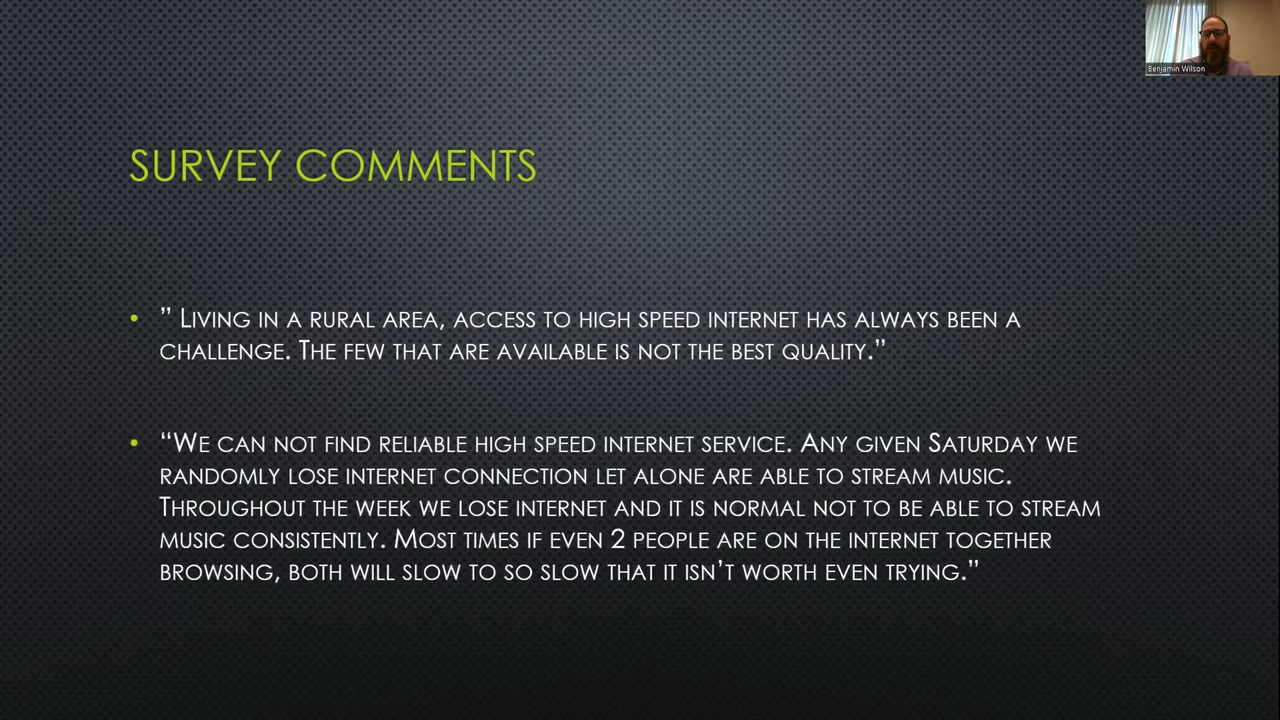 Benjamin Wilson
SURVEY COMMENTS
• ” Living in a rural area, access to high speed internet has always been a
challenge. The few that are available is not the best quality.”
• “We can not find reliable high speed internet service. Any given Saturday we
randomly lose internet connection let alone are able to stream music.
Throughout the week we lose internet and it is normal not to be able to stream
music consistently. Most times if even 2 people are on the internet together
browsing, both will slow to so slow that it isn’t worth even trying.”